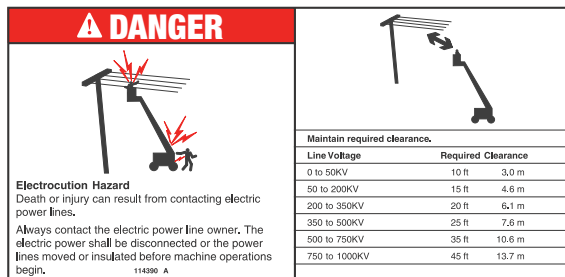 DANGER
Electrocution Hazard
Death or injury can result from contacting electric
power lines.
Always contact the electric power line owner. The
electric power shall be disconnected or the power
lines moved or insulated before machine operations
begin. 114390 A
Maintain required clearance.
Line Voltage Required Clearance
0 to 50KV 10 ft 3.0 m
50 to 200KV 15 ft 4.6 m
200 to 350KV 20 ft 6.1 m
350 to 500KV 25 ft 7.6 m
500 to 750KV 35 ft 10.6 m
750 to 1000KV 45 ft 13.7 m